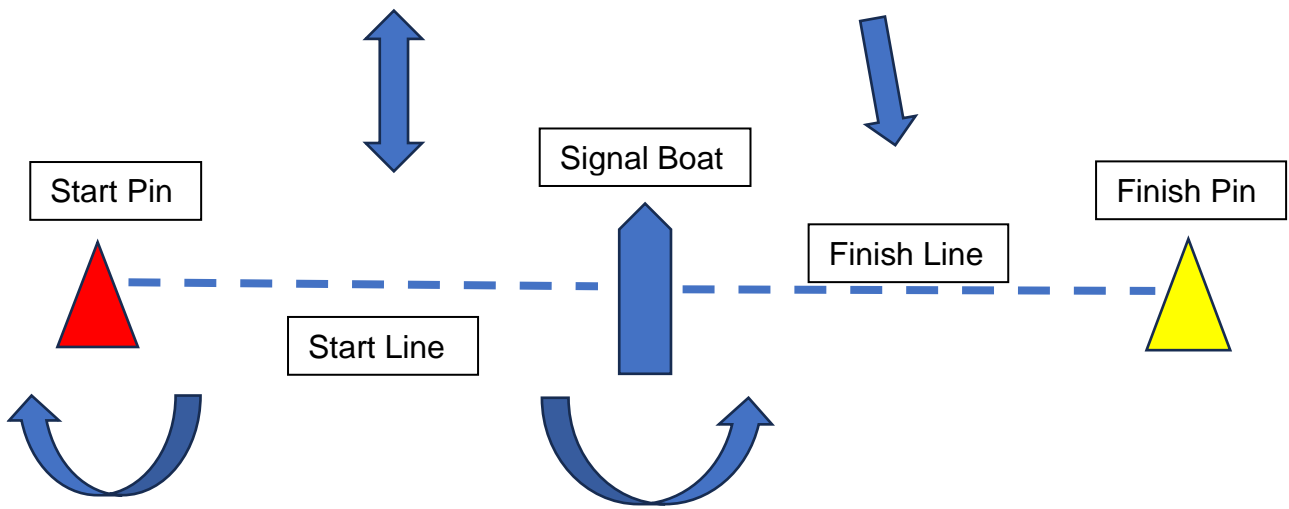 Signal Boat
Start Pin
Finish Pin
Finish Line
Start Line